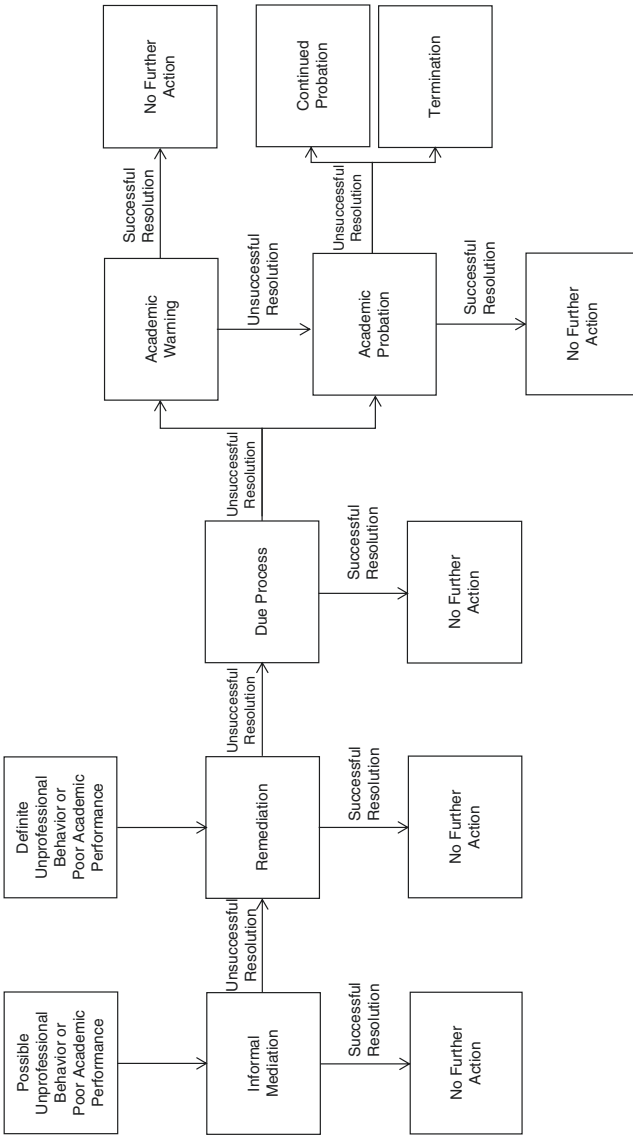 Possible
Unprofessional
Behavior or
Poor Academic
Performance
Definite
Unprofessional
Behavior or
Poor Academic
Performance
Informal
Mediation
Unsuccessful
Resolution
Remediation
Unsuccessful
Resolution
Due Process
Unsuccessful
Resolution
Academic
Warning
Successful
Resolution
No Further
Action
Unsuccessful
Resolution
Academic
Probation
Unsuccessful
Resolution
Continued
Probation
Termination
Successful
Resolution
No Further
Action
Successful
Resolution
No Further
Action
Successful
Resolution
No Further
Action
Successful
Resolution
No Further
Action